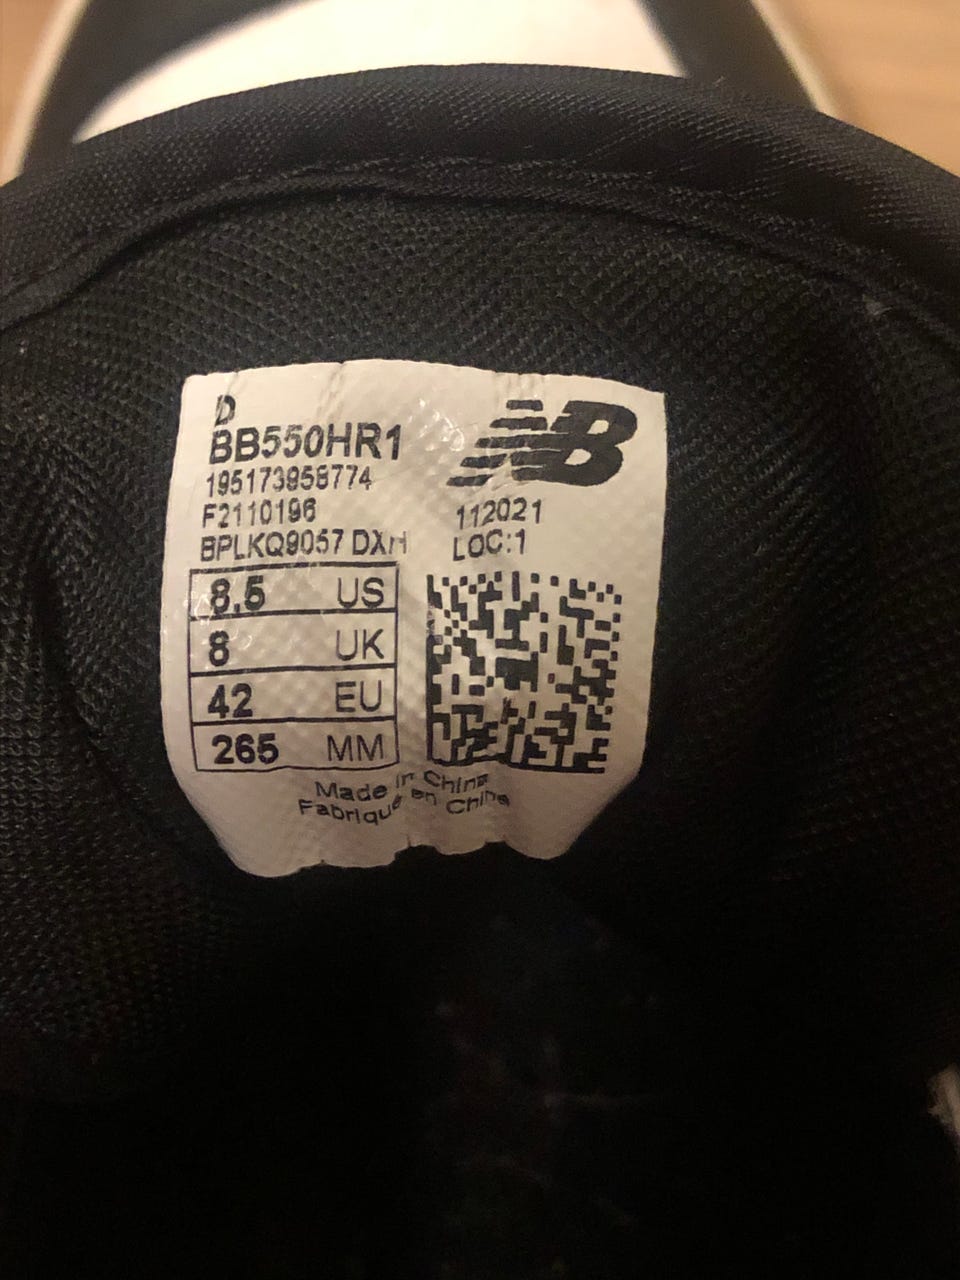 D
BB550HR1
195173958774
F2110196
BPLKQ9057 DXH
NB
112021
LOC:1
8.5 US
8 UK
42 EU
265 MM
Made in China
Fabriqué en Chine